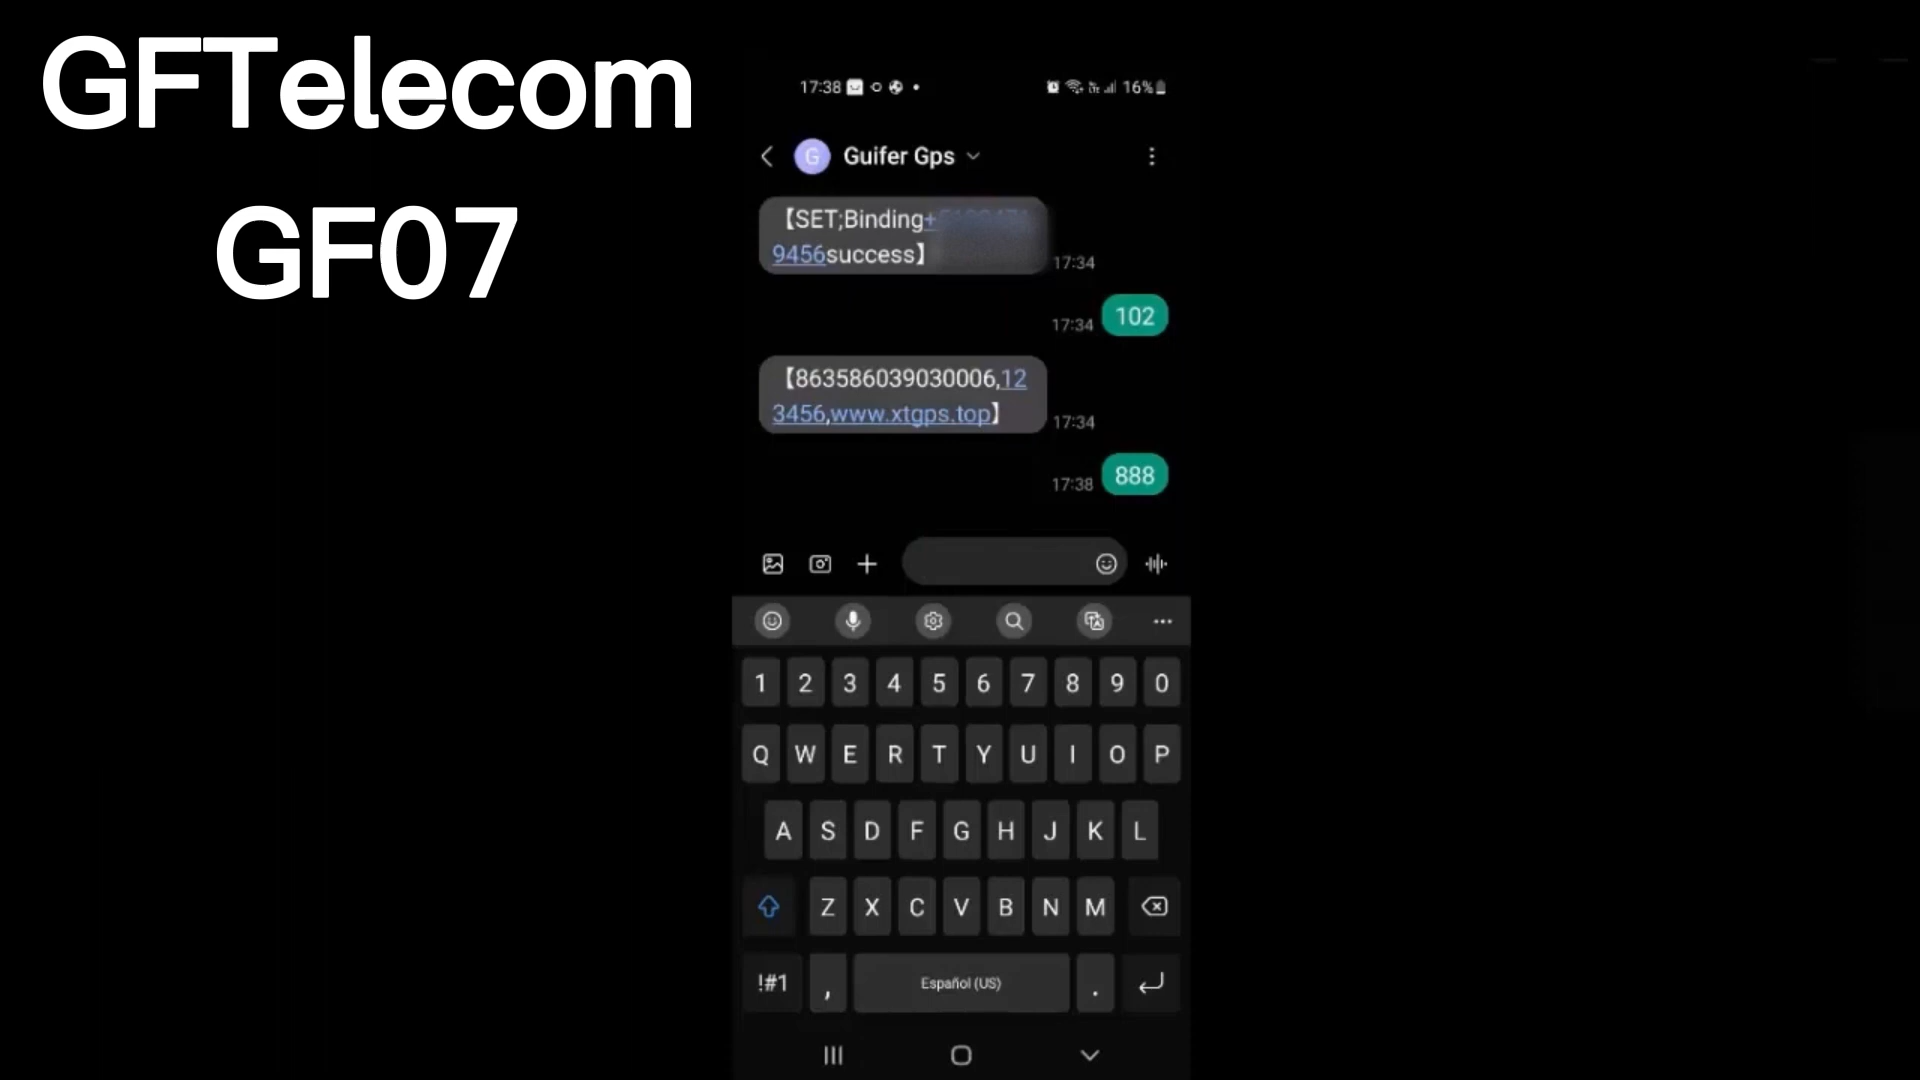 GFTelecom
GF07
17:38
16%
G
Guifer Gps
【SET;Binding+
9456success】
17:34
17:34
102
【863586039030006,12
3456,www.xtgps.top】
17:34
17:38
888
1 2 3 4 5 6 7 8 9 0
Q W E R T Y U I O P
A S D F G H J K L
Z X C V B N M
!#1 , Español (US) .